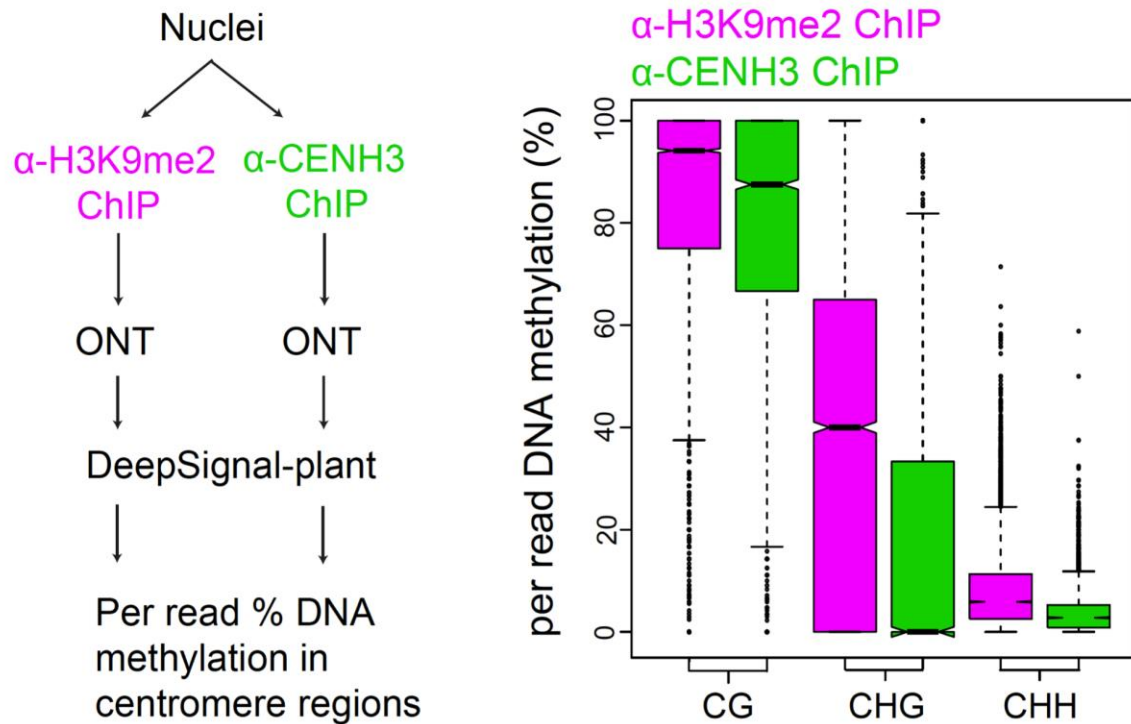 Nuclei
α-H3K9me2
ChIP
α-CENH3
ChIP
ONT
ONT
DeepSignal-plant
Per read % DNA
methylation in
centromere regions
α-H3K9me2 ChIP
α-CENH3 ChIP
per read DNA methylation (%)
100
80
60
40
20
0
CG
CHG
CHH